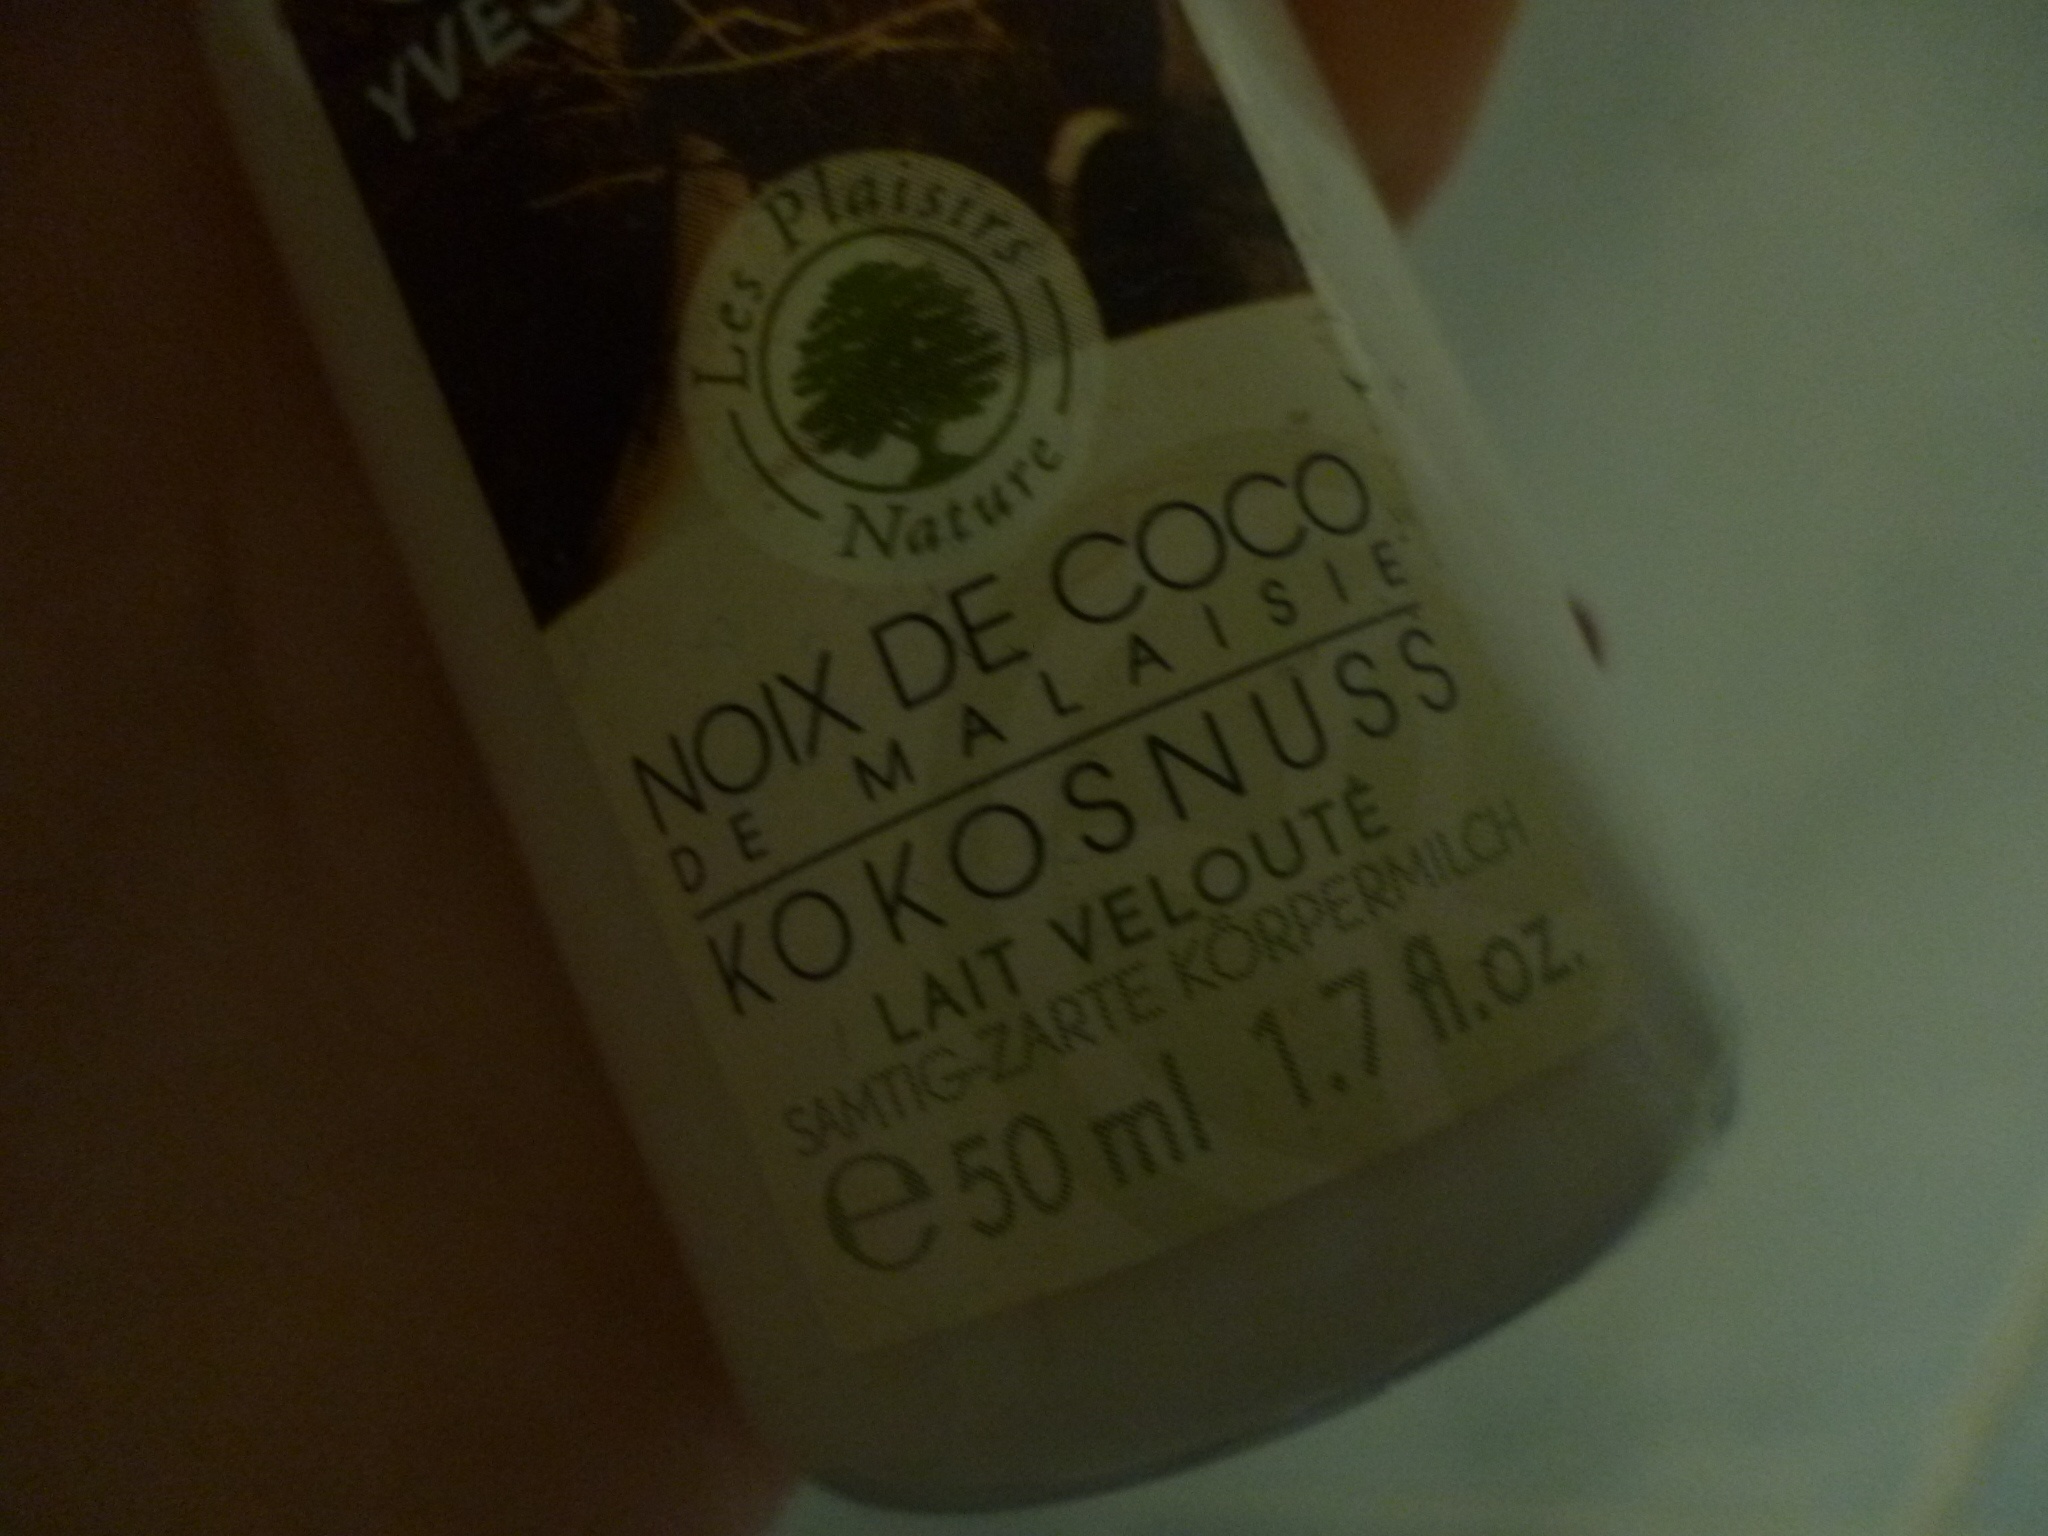 YVES
Les Plaisirs
Nature
NOIX DE COCO
DE MALAISIE
KOKOSNUSS
LAIT VELOUTÉ
SAMTIG-ZARTE KÖRPERMILCH
e 50 ml 1.7 fl.oz.